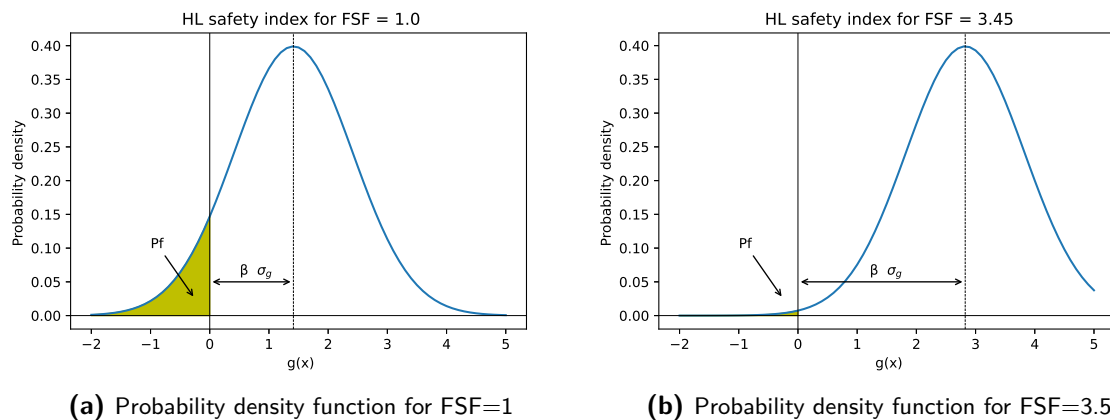 HL safety index for FSF = 1.0
Probability density
0.40
0.35
0.30
0.25
0.20
0.15
0.10
0.05
0.00
Pf
β σg
−2 −1 0 1 2 3 4 5
g(x)
(a) Probability density function for FSF=1
HL safety index for FSF = 3.45
Probability density
0.40
0.35
0.30
0.25
0.20
0.15
0.10
0.05
0.00
Pf
β σg
−2 −1 0 1 2 3 4 5
g(x)
(b) Probability density function for FSF=3.5